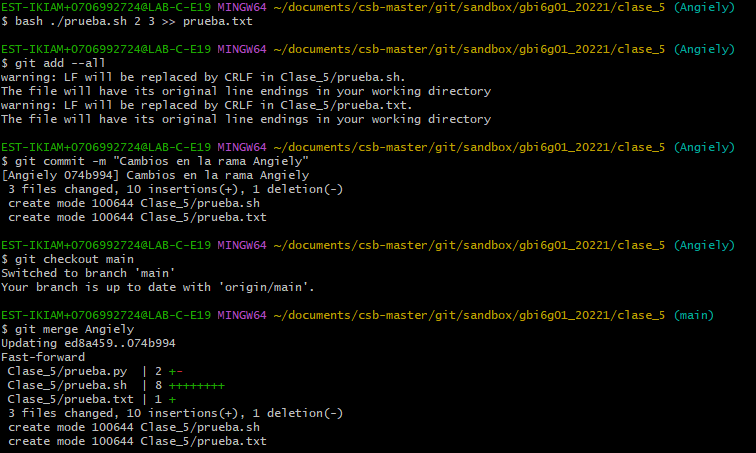 EST-IKIAM+0706992724@LAB-C-E19 MINGW64 ~/documents/csb-master/git/sandbox/gbi6g01_20221/clase_5 (Angiely)
$ bash ./prueba.sh 2 3 >> prueba.txt
EST-IKIAM+0706992724@LAB-C-E19 MINGW64 ~/documents/csb-master/git/sandbox/gbi6g01_20221/clase_5 (Angiely)
$ git add --all
warning: LF will be replaced by CRLF in Clase_5/prueba.sh.
The file will have its original line endings in your working directory
warning: LF will be replaced by CRLF in Clase_5/prueba.txt.
The file will have its original line endings in your working directory
EST-IKIAM+0706992724@LAB-C-E19 MINGW64 ~/documents/csb-master/git/sandbox/gbi6g01_20221/clase_5 (Angiely)
$ git commit -m "Cambios en la rama Angiely"
[Angiely 074b994] Cambios en la rama Angiely
 3 files changed, 10 insertions(+), 1 deletion(-)
 create mode 100644 Clase_5/prueba.sh
 create mode 100644 Clase_5/prueba.txt
EST-IKIAM+0706992724@LAB-C-E19 MINGW64 ~/documents/csb-master/git/sandbox/gbi6g01_20221/clase_5 (Angiely)
$ git checkout main
Switched to branch 'main'
Your branch is up to date with 'origin/main'.
EST-IKIAM+0706992724@LAB-C-E19 MINGW64 ~/documents/csb-master/git/sandbox/gbi6g01_20221/clase_5 (main)
$ git merge Angiely
Updating ed8a459..074b994
Fast-forward
 Clase_5/prueba.py  | 2 +-
 Clase_5/prueba.sh  | 8 ++++++++
 Clase_5/prueba.txt | 1 +
 3 files changed, 10 insertions(+), 1 deletion(-)
 create mode 100644 Clase_5/prueba.sh
 create mode 100644 Clase_5/prueba.txt